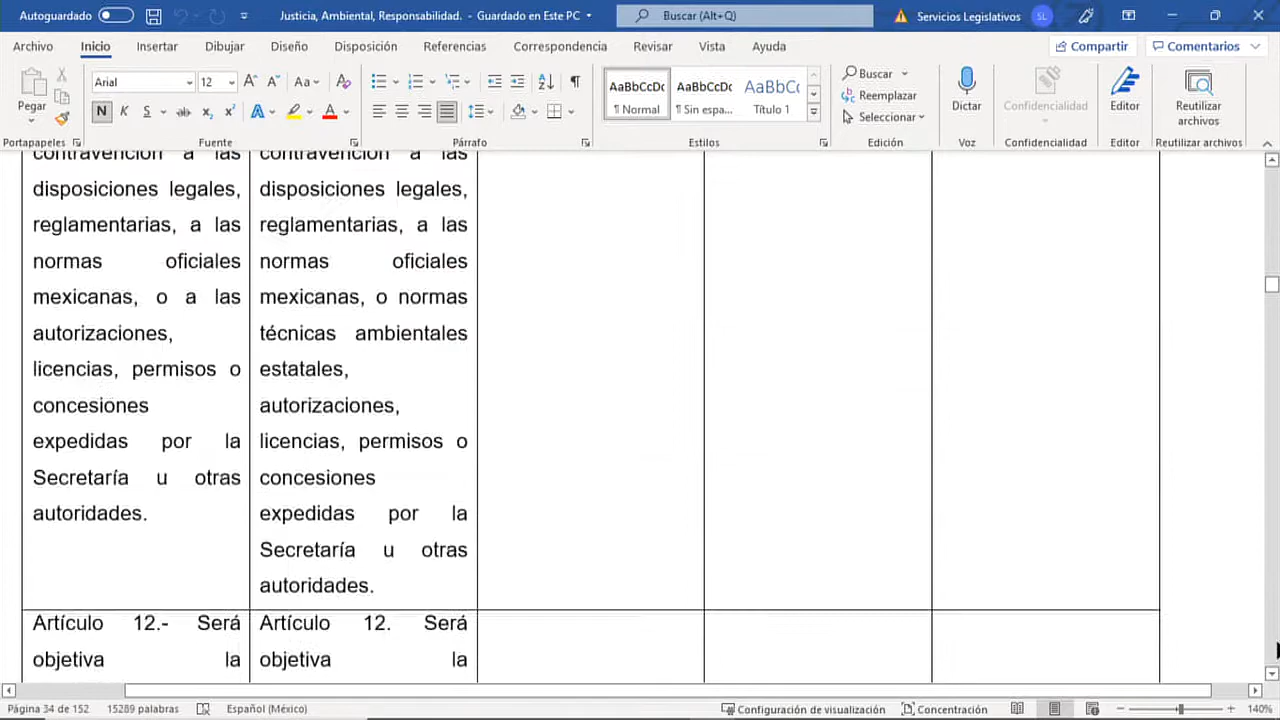 Autoguardado
Justicia, Ambiental, Responsabilidad. - Guardado en Este PC
Buscar (Alt+Q)
Servicios Legislativos
SL
Archivo Inicio Insertar Dibujar Diseño Disposición Referencias Correspondencia Revisar Vista Ayuda
Compartir
Comentarios
Pegar
Arial
12
N K S
AaBbCcDc
¶ Normal
AaBbCcDc
¶ Sin espa...
AaBbCc
Título 1
Buscar
Reemplazar
Seleccionar
Dictar
Confidencialidad
Editor
Reutilizar
archivos
Portapapeles Fuente Párrafo Estilos Edición Voz Confidencialidad Editor Reutilizar archivos
contravención a las
disposiciones legales,
reglamentarias, a las
normas oficiales
mexicanas, o a las
autorizaciones,
licencias, permisos o
concesiones
expedidas por la
Secretaría u otras
autoridades.
contravención a las
disposiciones legales,
reglamentarias, a las
normas oficiales
mexicanas, o normas
técnicas ambientales
estatales,
autorizaciones,
licencias, permisos o
concesiones
expedidas por la
Secretaría u otras
autoridades.
Artículo 12.- Será
objetiva la
Artículo 12. Será
objetiva la
Página 34 de 152
15289 palabras
Español (México)
Configuración de visualización
Concentración
140%